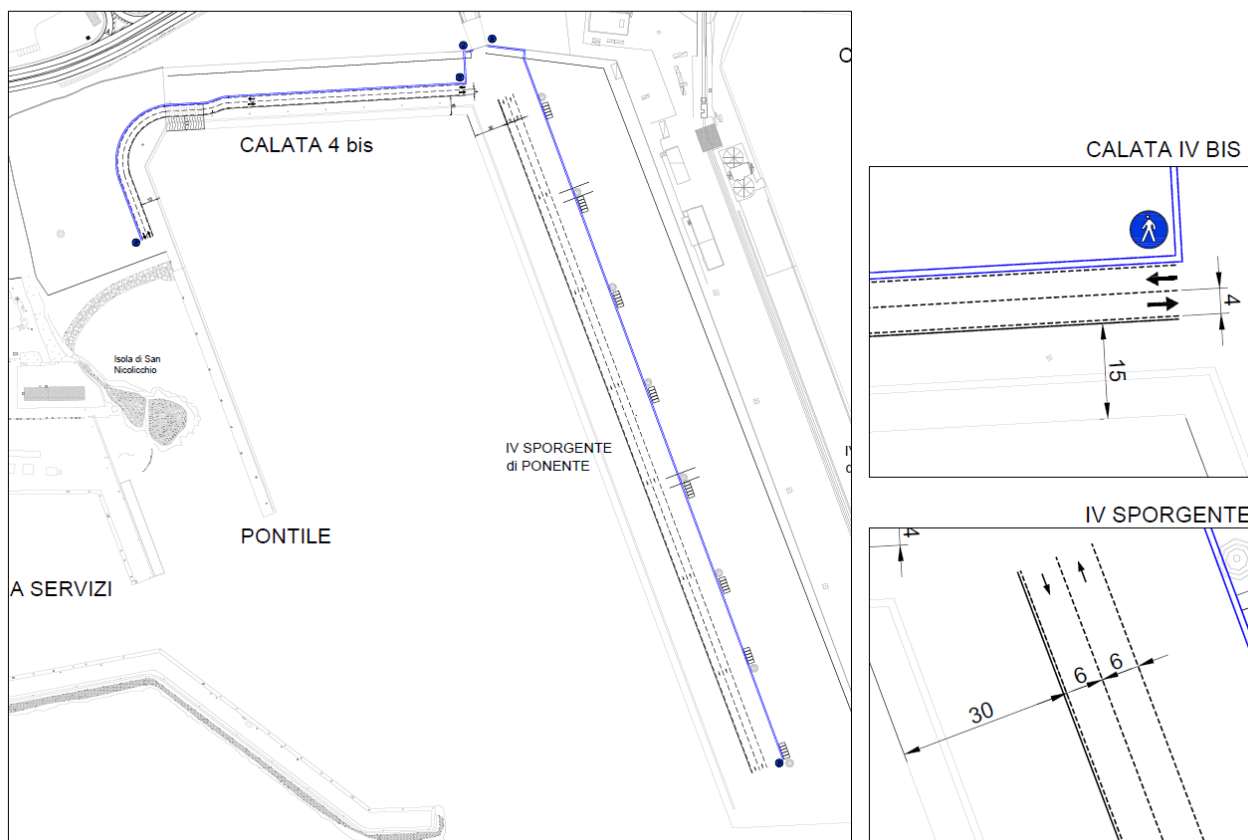 CALATA 4 bis
Isola di San
Nicolicchio
IV SPORGENTE
di PONENTE
PONTILE
A SERVIZI
CALATA IV BIS
4
15
IV SPORGENTE
4
30
6
6